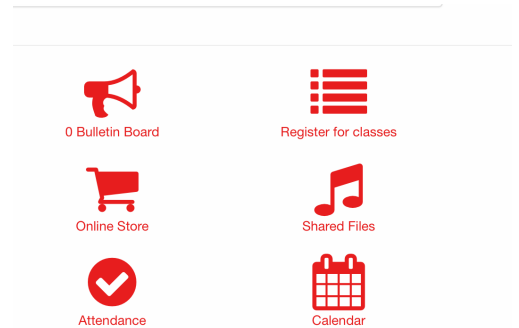 0 Bulletin Board
Register for classes
Online Store
Shared Files
Attendance
Calendar